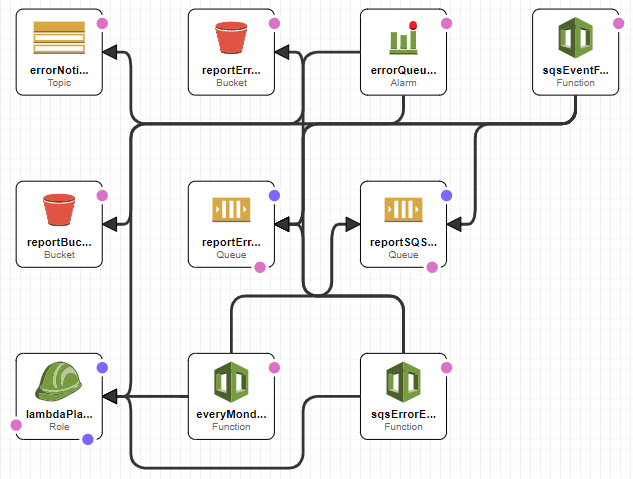 errorNoti...
Topic
reportErr...
Bucket
errorQueu...
Alarm
sqsEventF...
Function
reportBuc...
Bucket
reportErr...
Queue
reportSQS...
Queue
lambdaPla...
Role
everyMond...
Function
sqsErrorE...
Function